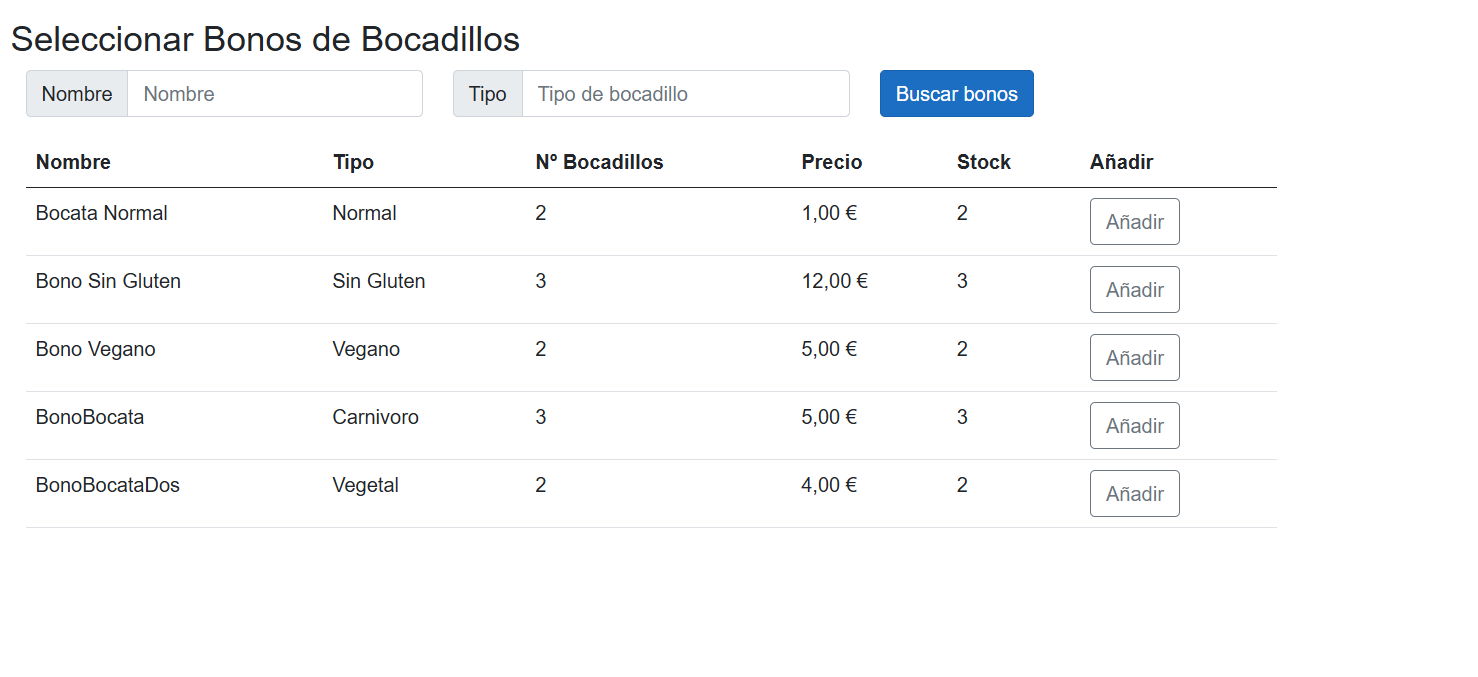 Seleccionar Bonos de Bocadillos
Nombre Nombre Tipo Tipo de bocadillo Buscar bonos
Nombre Tipo Nº Bocadillos Precio Stock Añadir
Bocata Normal Normal 2 1,00 € 2 Añadir
Bono Sin Gluten Sin Gluten 3 12,00 € 3 Añadir
Bono Vegano Vegano 2 5,00 € 2 Añadir
BonoBocata Carnivoro 3 5,00 € 3 Añadir
BonoBocataDos Vegetal 2 4,00 € 2 Añadir